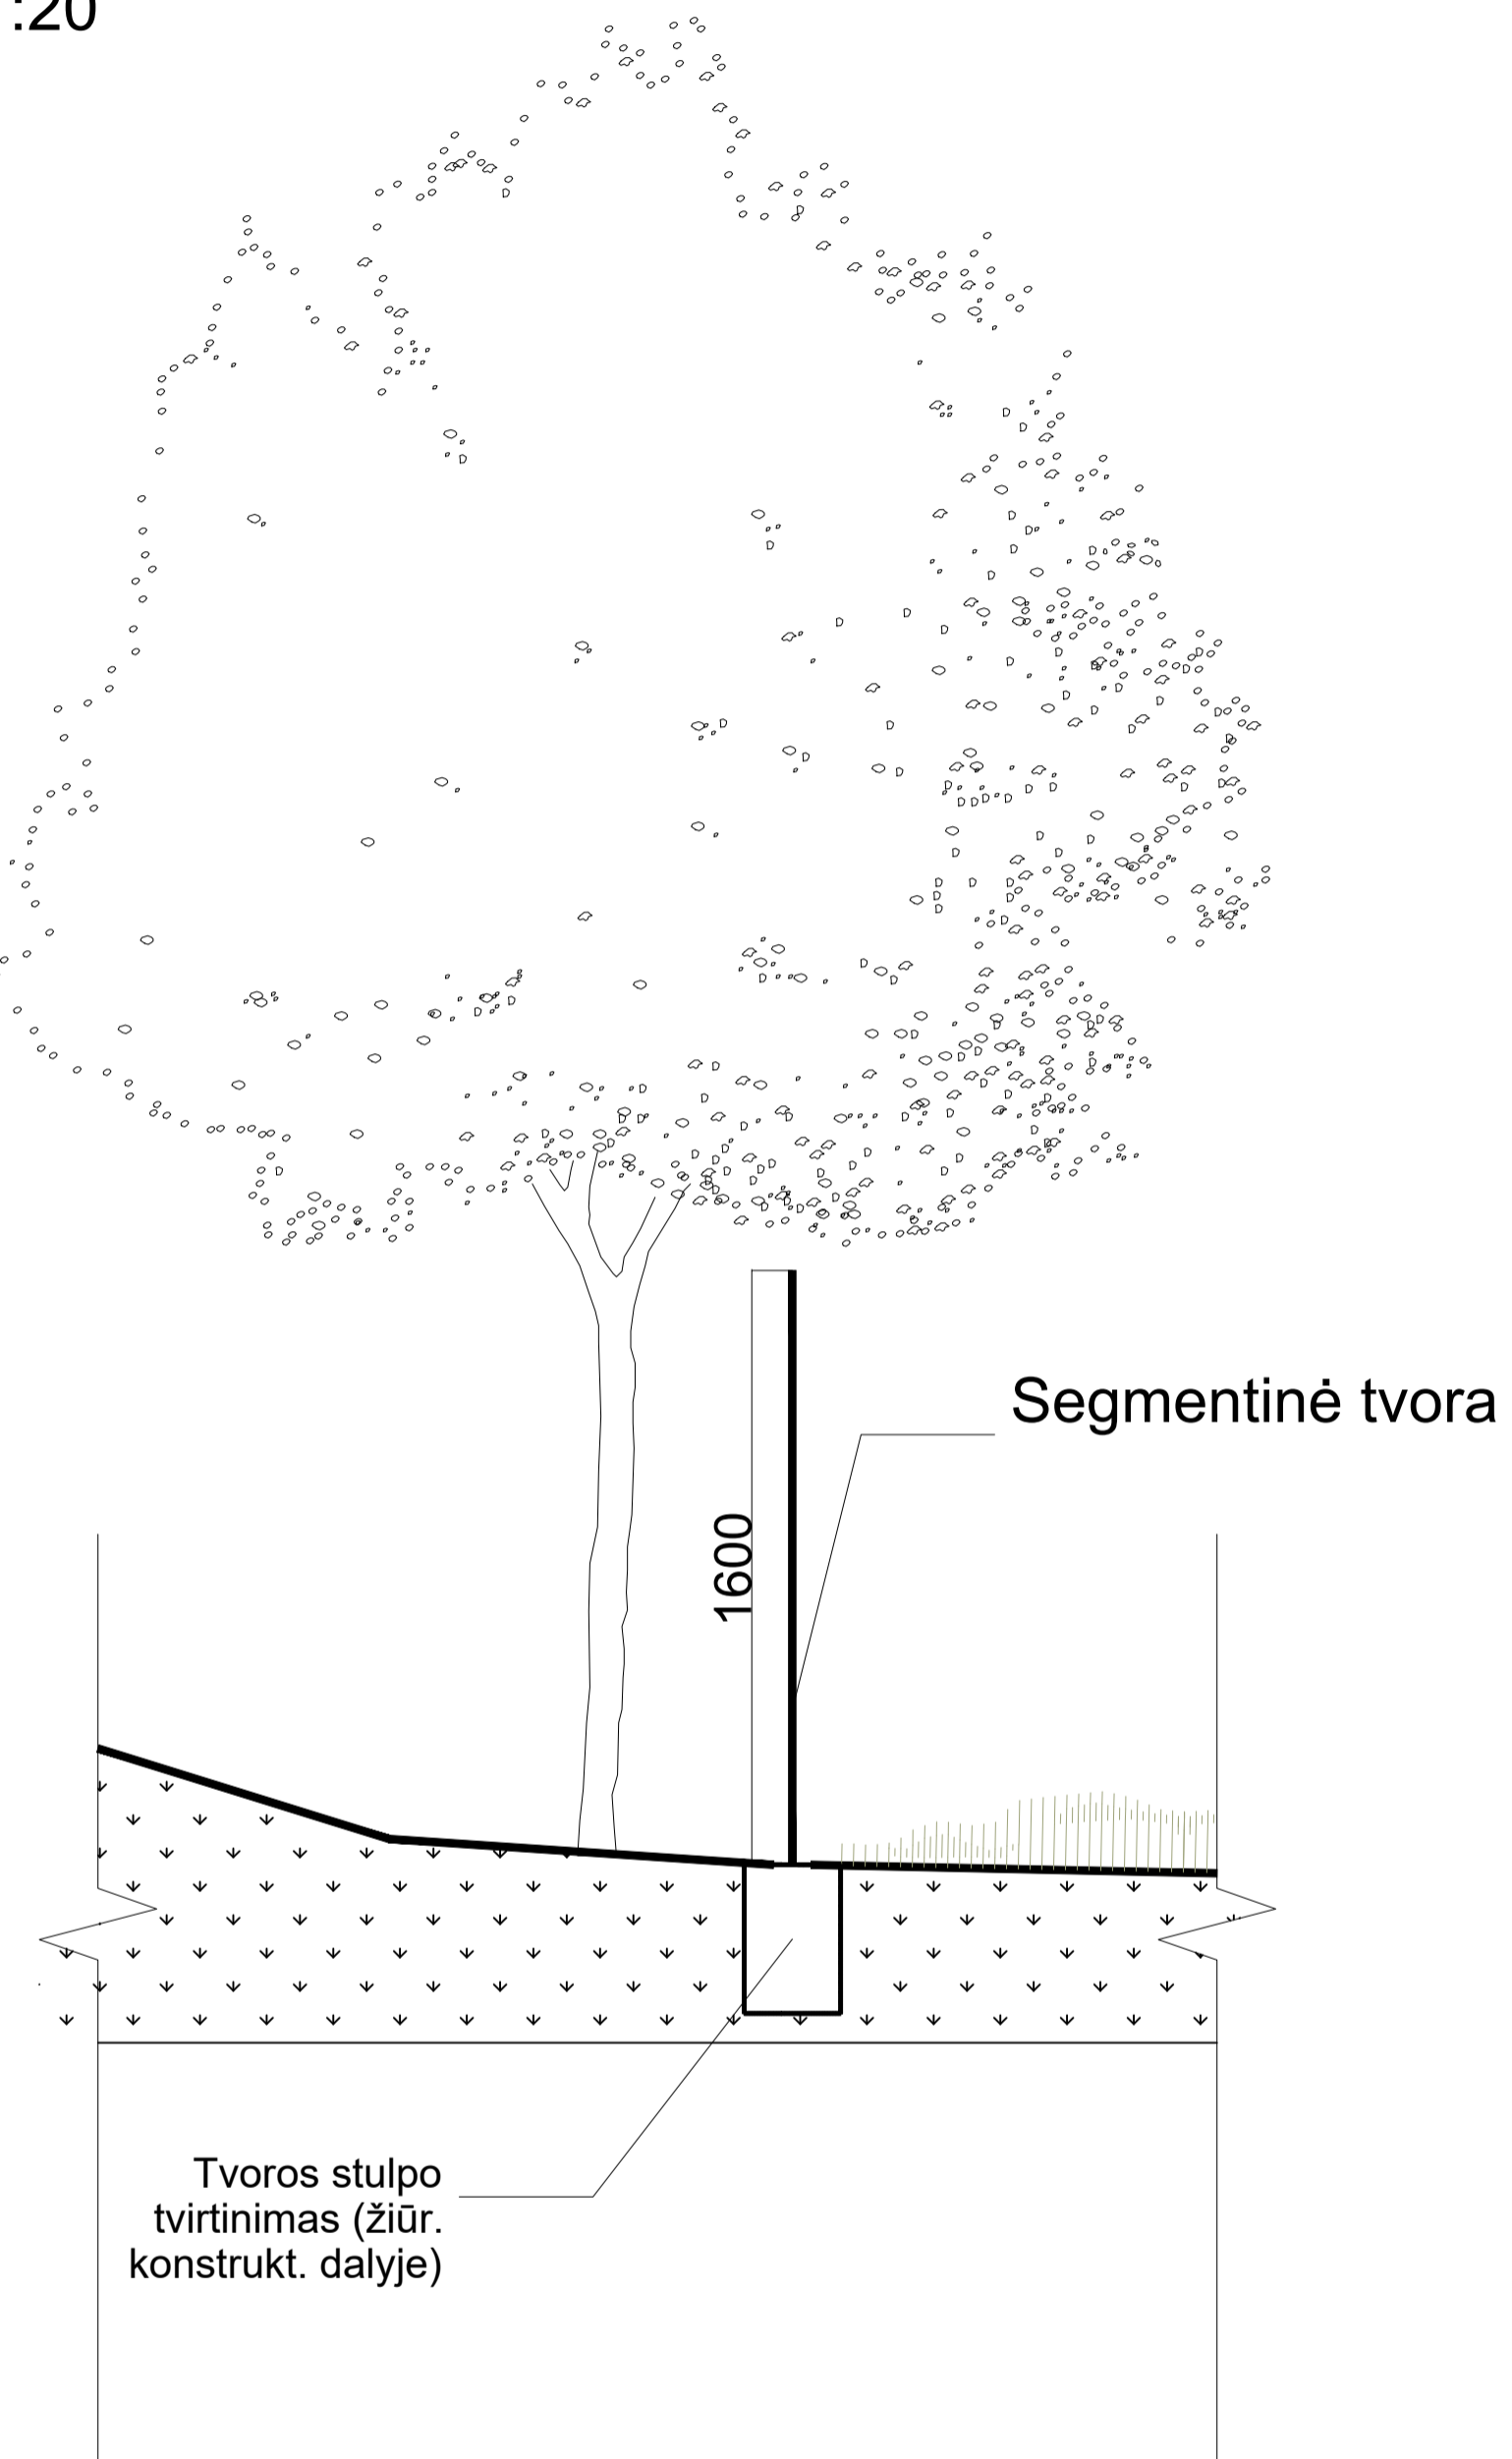 :20
Segmentinė tvora
1600
Tvoros stulpo
tvirtinimas (žiūr.
konstrukt. dalyje)